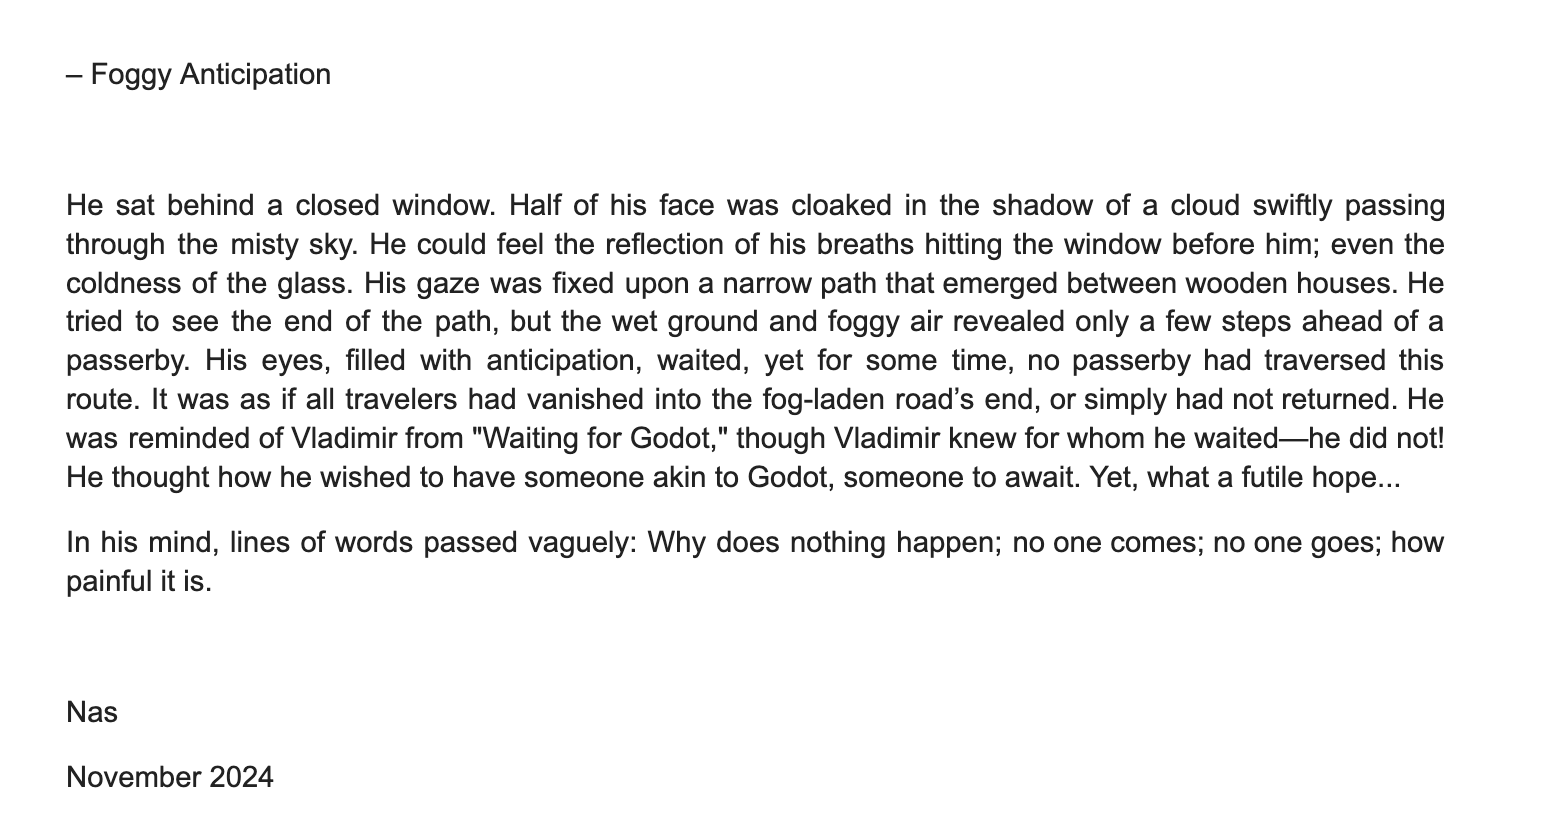 – Foggy Anticipation
He sat behind a closed window. Half of his face was cloaked in the shadow of a cloud swiftly passing
through the misty sky. He could feel the reflection of his breaths hitting the window before him; even the
coldness of the glass. His gaze was fixed upon a narrow path that emerged between wooden houses. He
tried to see the end of the path, but the wet ground and foggy air revealed only a few steps ahead of a
passerby. His eyes, filled with anticipation, waited, yet for some time, no passerby had traversed this
route. It was as if all travelers had vanished into the fog-laden road’s end, or simply had not returned. He
was reminded of Vladimir from "Waiting for Godot," though Vladimir knew for whom he waited—he did not!
He thought how he wished to have someone akin to Godot, someone to await. Yet, what a futile hope...
In his mind, lines of words passed vaguely: Why does nothing happen; no one comes; no one goes; how
painful it is.
Nas
November 2024